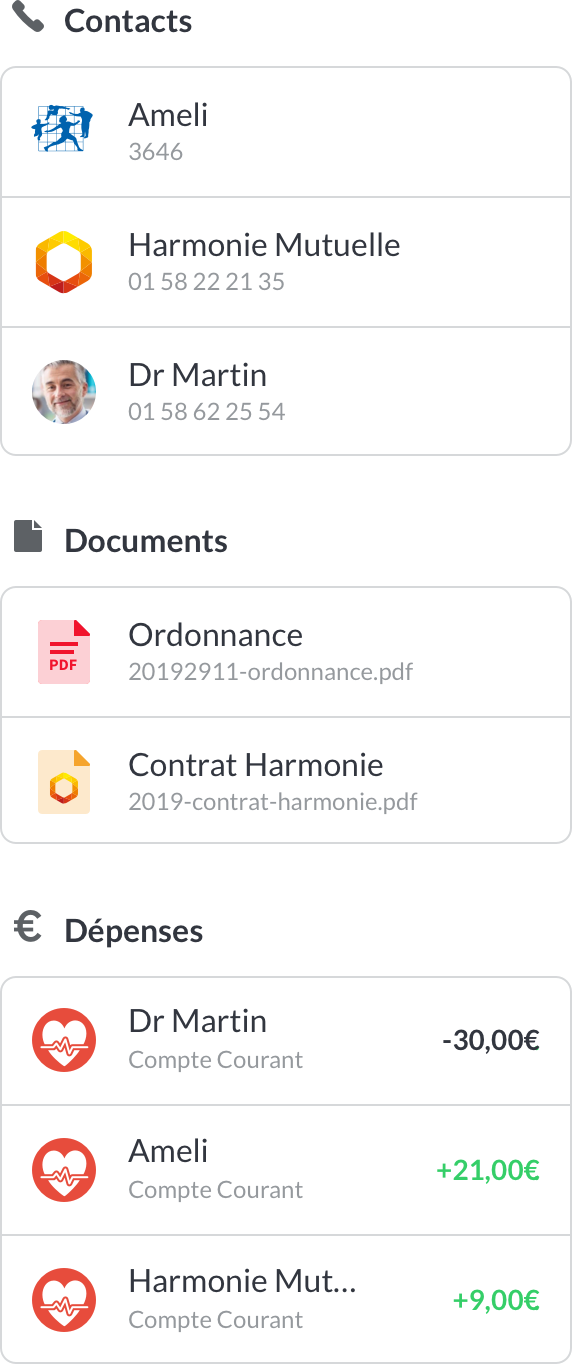 Contacts
Ameli
3646
Harmonie Mutuelle
01 58 22 21 35
Dr Martin
01 58 62 25 54
Documents
PDF
Ordonnance
20192911-ordonnance.pdf
Contrat Harmonie
2019-contrat-harmonie.pdf
€ Dépenses
Dr Martin
-30,00€
Compte Courant
Ameli
+21,00€
Compte Courant
Harmonie Mut...
+9,00€
Compte Courant